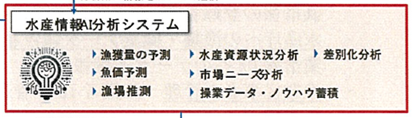 水産情報AI分析システム
漁獲量の予測
水産資源状況分析
差別化分析
魚価予測
市場ニーズ分析
漁場推測
操業データ・ノウハウ蓄積